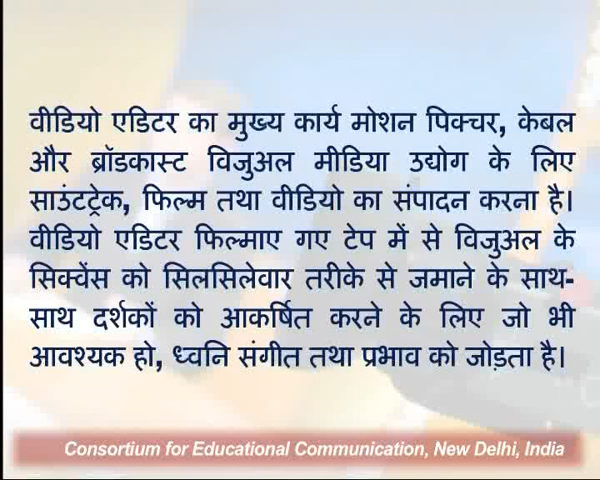 वीडियो एडिटर का मुख्य कार्य मोशन पिक्चर, केबल
और ब्रॉडकास्ट विजुअल मीडिया उद्योग के लिए
साउंटट्रेक, फिल्म तथा वीडियो का संपादन करना है।
वीडियो एडिटर फिल्माए गए टेप में से विजुअल के
सिक्वेंस को सिलसिलेवार तरीके से जमाने के साथ-
साथ दर्शकों को आकर्षित करने के लिए जो भी
आवश्यक हो, ध्वनि संगीत तथा प्रभाव को जोड़ता है।
Consortium for Educational Communication, New Delhi, India